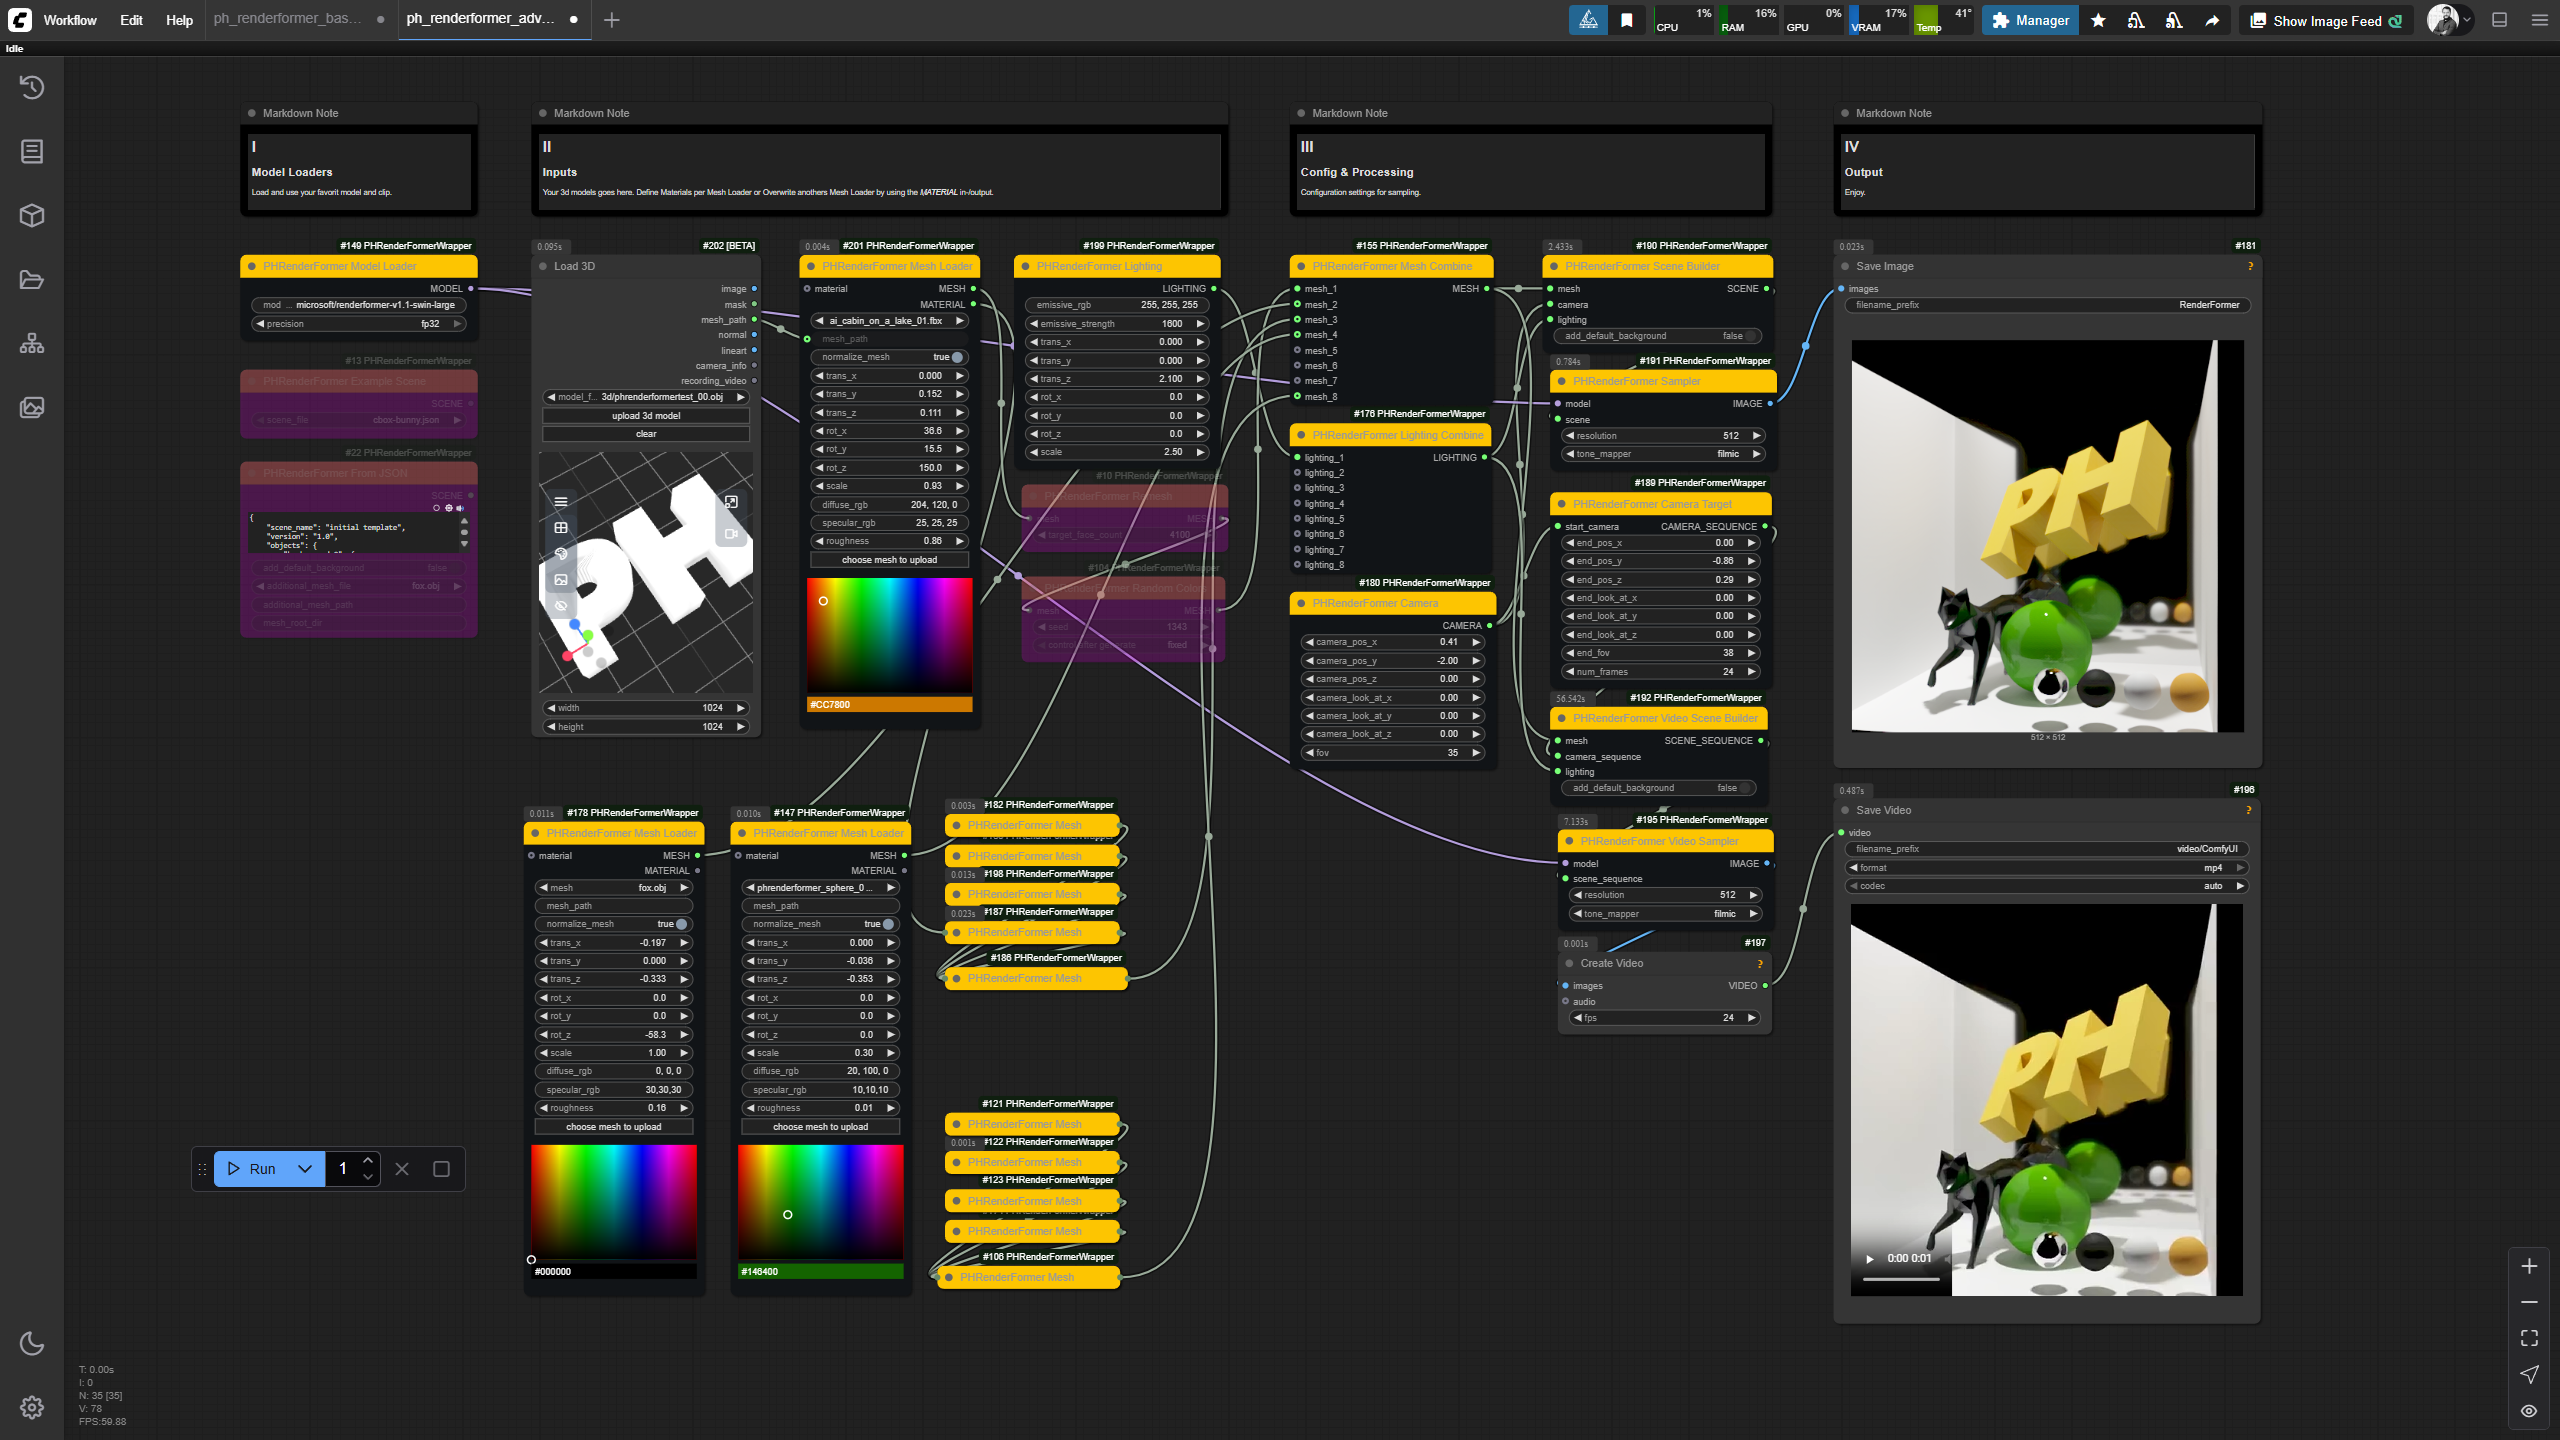 Workflow
Edit
Help
ph_renderformer_bas...
ph_renderformer_adv...
CPU 1%
RAM 16%
GPU 0%
VRAM 17%
Temp 41°
Manager
Show Image Feed
Idle
Markdown Note
I
Model Loaders
Load and use your favorit model and clip.
Markdown Note
II
Inputs
Your 3d models goes here. Define Materials per Mesh Loader or Overwrite anothers Mesh Loader by using the MATERIAL in-/output.
Markdown Note
III
Config & Processing
Configuration settings for sampling.
Markdown Note
IV
Output
Enjoy.
#149 PHRenderFormerWrapper
PHRenderFormer Model Loader
MODEL
mod ... microsoft/renderformer-v1.1-swin-large
precision fp32
#13 PHRenderFormerWrapper
PHRenderFormer Example Scene
SCENE
scene_file cbox-bunny.json
#22 PHRenderFormerWrapper
PHRenderFormer From JSON
SCENE
{
"scene_name": "initial template",
"version": "1.0",
"objects": {
add_default_background false
additional_mesh_file fox.obj
additional_mesh_path
mesh_root_dir
0.095s #202 [BETA]
Load 3D
image
mask
mesh_path
normal
lineart
camera_info
recording_video
model_f... 3d/phrenderformertest_00.obj
upload 3d model
clear
PH
width 1024
height 1024
0.004s #201 PHRenderFormerWrapper
PHRenderFormer Mesh Loader
material MESH
MATERIAL
ai_cabin_on_a_lake_01.fbx
mesh_path
normalize_mesh true
trans_x 0.000
trans_y 0.152
trans_z 0.111
rot_x 36.6
rot_y 15.5
rot_z 150.0
scale 0.93
diffuse_rgb 204, 120, 0
specular_rgb 25, 25, 25
roughness 0.86
choose mesh to upload
#CC7800
#199 PHRenderFormerWrapper
PHRenderFormer Lighting
LIGHTING
emissive_rgb 255, 255, 255
emissive_strength 1600
trans_x 0.000
trans_y 0.000
trans_z 2.100
rot_x 0.0
rot_y 0.0
rot_z 0.0
scale 2.50
#10 PHRenderFormerWrapper
PHRenderFormer Remesh
mesh MESH
target_face_count 4100
#104 PHRenderFormerWrapper
PHRenderFormer Random Colors
mesh MESH
seed 1343
control after generate fixed
#155 PHRenderFormerWrapper
PHRenderFormer Mesh Combine
mesh_1 MESH
mesh_2
mesh_3
mesh_4
mesh_5
mesh_6
mesh_7
mesh_8
#176 PHRenderFormerWrapper
PHRenderFormer Lighting Combine
lighting_1 LIGHTING
lighting_2
lighting_3
lighting_4
lighting_5
lighting_6
lighting_7
lighting_8
#180 PHRenderFormerWrapper
PHRenderFormer Camera
CAMERA
camera_pos_x 0.41
camera_pos_y -2.00
camera_pos_z 0.00
camera_look_at_x 0.00
camera_look_at_y 0.00
camera_look_at_z 0.00
fov 35
2.433s #190 PHRenderFormerWrapper
PHRenderFormer Scene Builder
mesh SCENE
camera
lighting
add_default_background false
0.784s #191 PHRenderFormerWrapper
PHRenderFormer Sampler
model IMAGE
scene
resolution 512
tone_mapper filmic
#189 PHRenderFormerWrapper
PHRenderFormer Camera Target
start_camera CAMERA_SEQUENCE
end_pos_x 0.00
end_pos_y -0.86
end_pos_z 0.29
end_look_at_x 0.00
end_look_at_y 0.00
end_look_at_z 0.00
end_fov 38
num_frames 24
56.542s #192 PHRenderFormerWrapper
PHRenderFormer Video Scene Builder
mesh SCENE_SEQUENCE
camera_sequence
lighting
add_default_background false
7.133s #195 PHRenderFormerWrapper
PHRenderFormer Video Sampler
model IMAGE
scene_sequence
resolution 512
tone_mapper filmic
0.001s #197
Create Video ?
images VIDEO
audio
fps 24
0.023s #181
Save Image ?
images
filename_prefix RenderFormer
PH
512 × 512
0.487s #196
Save Video ?
video
filename_prefix video/ComfyUI
format mp4
codec auto
PH
0:00 0:01
0.011s #178 PHRenderFormerWrapper
PHRenderFormer Mesh Loader
material MESH
MATERIAL
mesh fox.obj
mesh_path
normalize_mesh true
trans_x -0.197
trans_y 0.000
trans_z -0.333
rot_x 0.0
rot_y 0.0
rot_z -58.3
scale 1.00
diffuse_rgb 0, 0, 0
specular_rgb 30,30,30
roughness 0.16
choose mesh to upload
#000000
0.010s #147 PHRenderFormerWrapper
PHRenderFormer Mesh Loader
material MESH
MATERIAL
phrenderformer_sphere_0 ...
mesh_path
normalize_mesh true
trans_x 0.000
trans_y -0.036
trans_z -0.353
rot_x 0.0
rot_y 0.0
rot_z 0.0
scale 0.30
diffuse_rgb 20, 100, 0
specular_rgb 10,10,10
roughness 0.01
choose mesh to upload
#146400
0.003s #182 PHRenderFormerWrapper
PHRenderFormer Mesh
PHRenderFormer Mesh
0.013s #198 PHRenderFormerWrapper
PHRenderFormer Mesh
0.023s #187 PHRenderFormerWrapper
PHRenderFormer Mesh
#186 PHRenderFormerWrapper
PHRenderFormer Mesh
#121 PHRenderFormerWrapper
PHRenderFormer Mesh
0.001s #122 PHRenderFormerWrapper
PHRenderFormer Mesh
#123 PHRenderFormerWrapper
PHRenderFormer Mesh
PHRenderFormer Mesh
#106 PHRenderFormerWrapper
PHRenderFormer Mesh
Run 1
T: 0.00s
I: 0
N: 35 [35]
V: 78
FPS:59.88